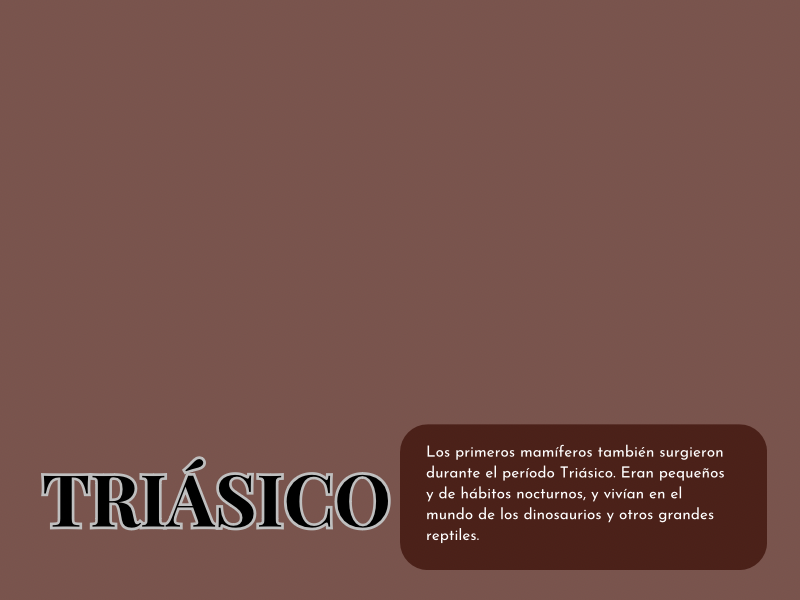 TRIÁSICO
Los primeros mamíferos también surgieron
durante el período Triásico. Eran pequeños
y de hábitos nocturnos, y vivían en el
mundo de los dinosaurios y otros grandes
reptiles.